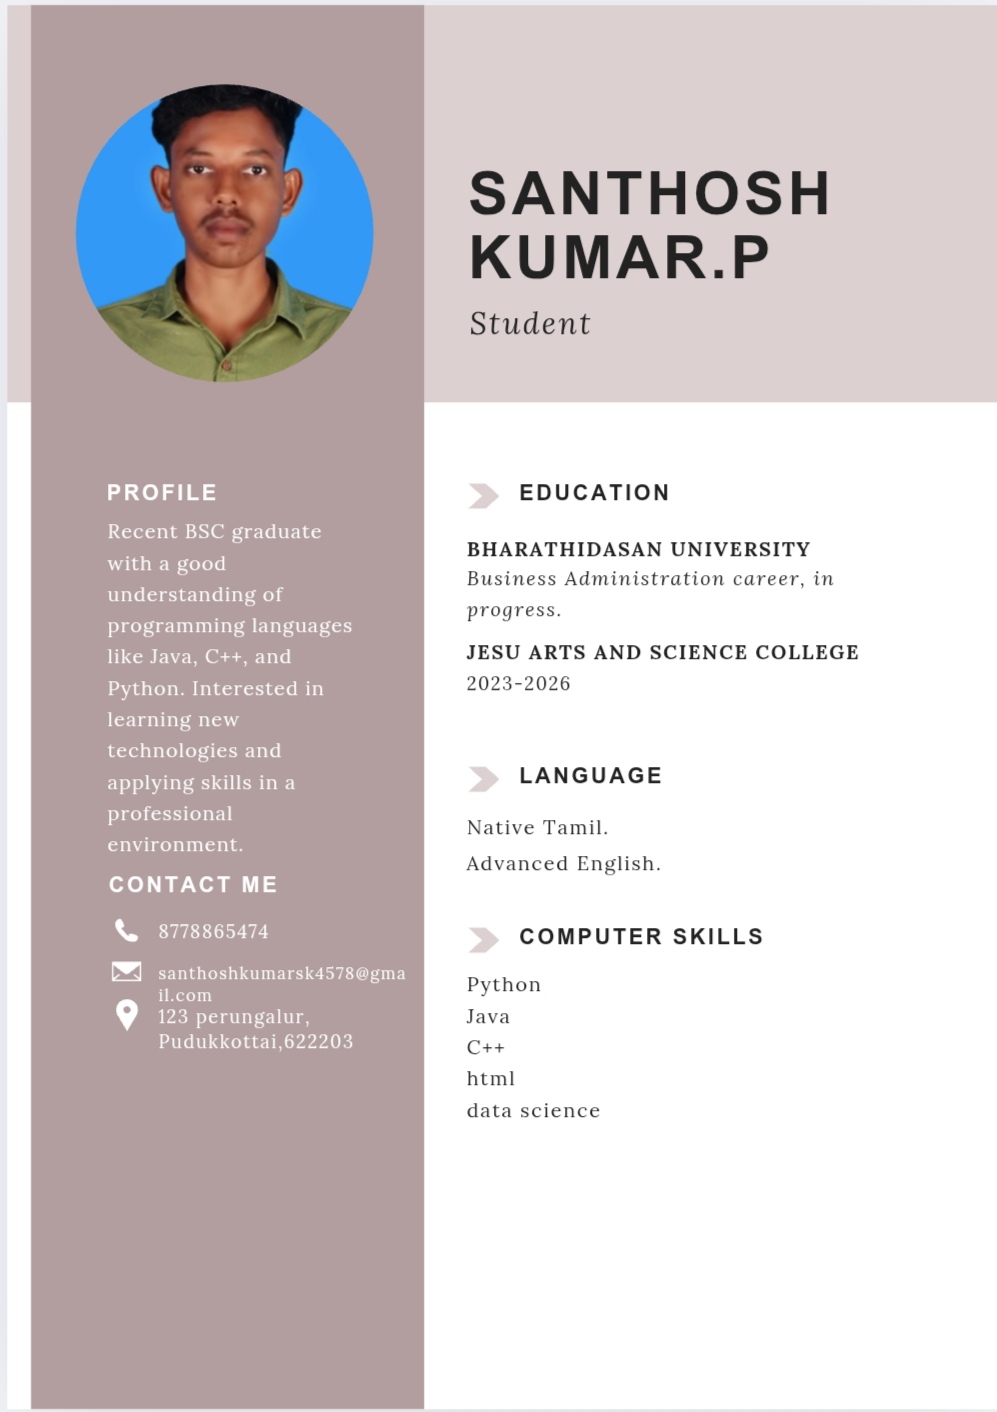 SANTHOSH
KUMAR.P
Student
PROFILE
Recent BSC graduate
with a good
understanding of
programming languages
like Java, C++, and
Python. Interested in
learning new
technologies and
applying skills in a
professional
environment.
CONTACT ME
8778865474
santhoshkumarsk4578@gma
il.com
123 perungalur,
Pudukkottai,622203
EDUCATION
BHARATHIDASAN UNIVERSITY
Business Administration career, in
progress.
JESU ARTS AND SCIENCE COLLEGE
2023-2026
LANGUAGE
Native Tamil.
Advanced English.
COMPUTER SKILLS
Python
Java
C++
html
data science